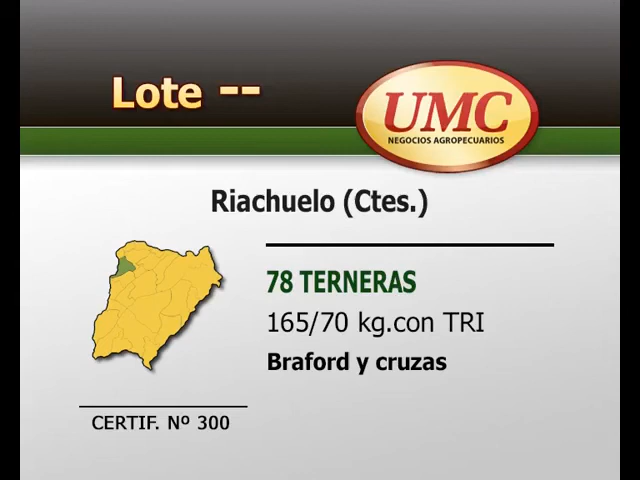 Lote --
UMC
NEGOCIOS AGROPECUARIOS
Riachuelo (Ctes.)
78 TERNERAS
165/70 kg.con TRI
Braford y cruzas
CERTIF. Nº 300